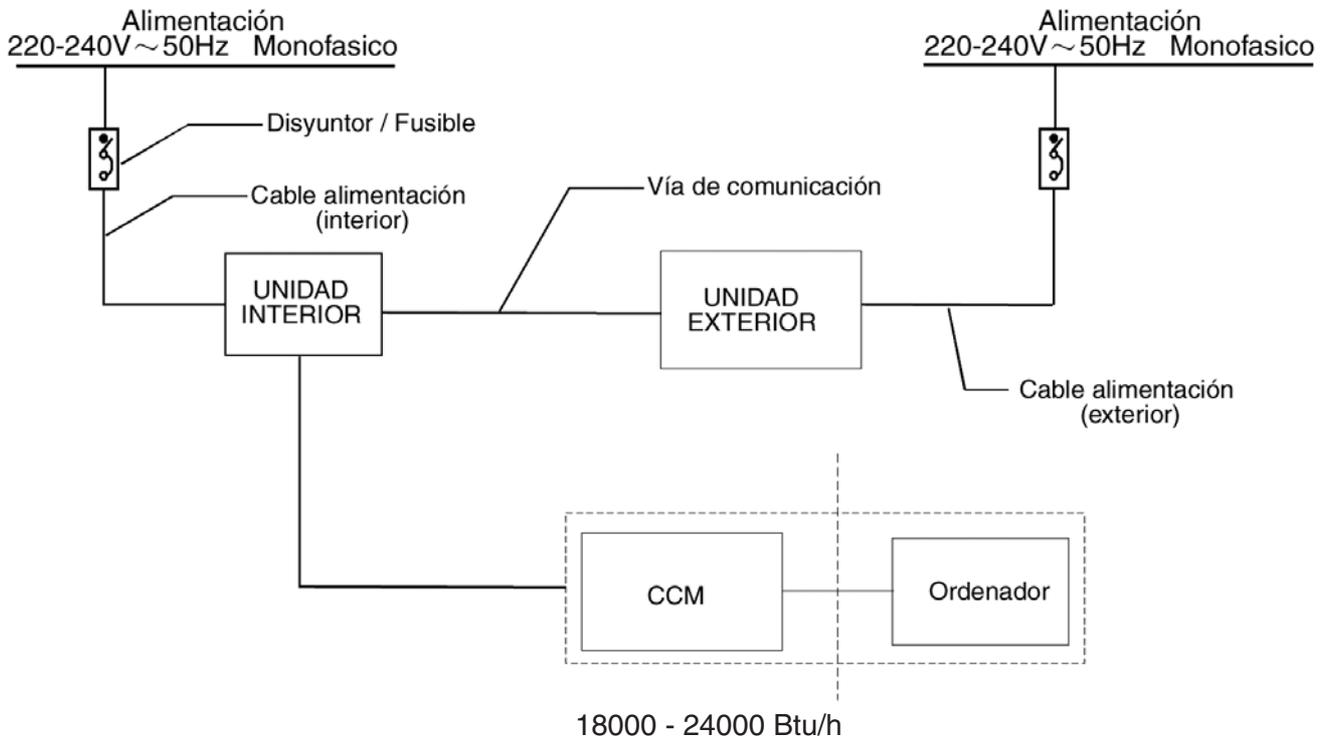 Alimentación
220-240V~50Hz Monofasico
Alimentación
220-240V~50Hz Monofasico
Disyuntor / Fusible
Cable alimentación
(interior)
Vía de comunicación
UNIDAD
INTERIOR
UNIDAD
EXTERIOR
Cable alimentación
(exterior)
CCM
Ordenador
18000 - 24000 Btu/h